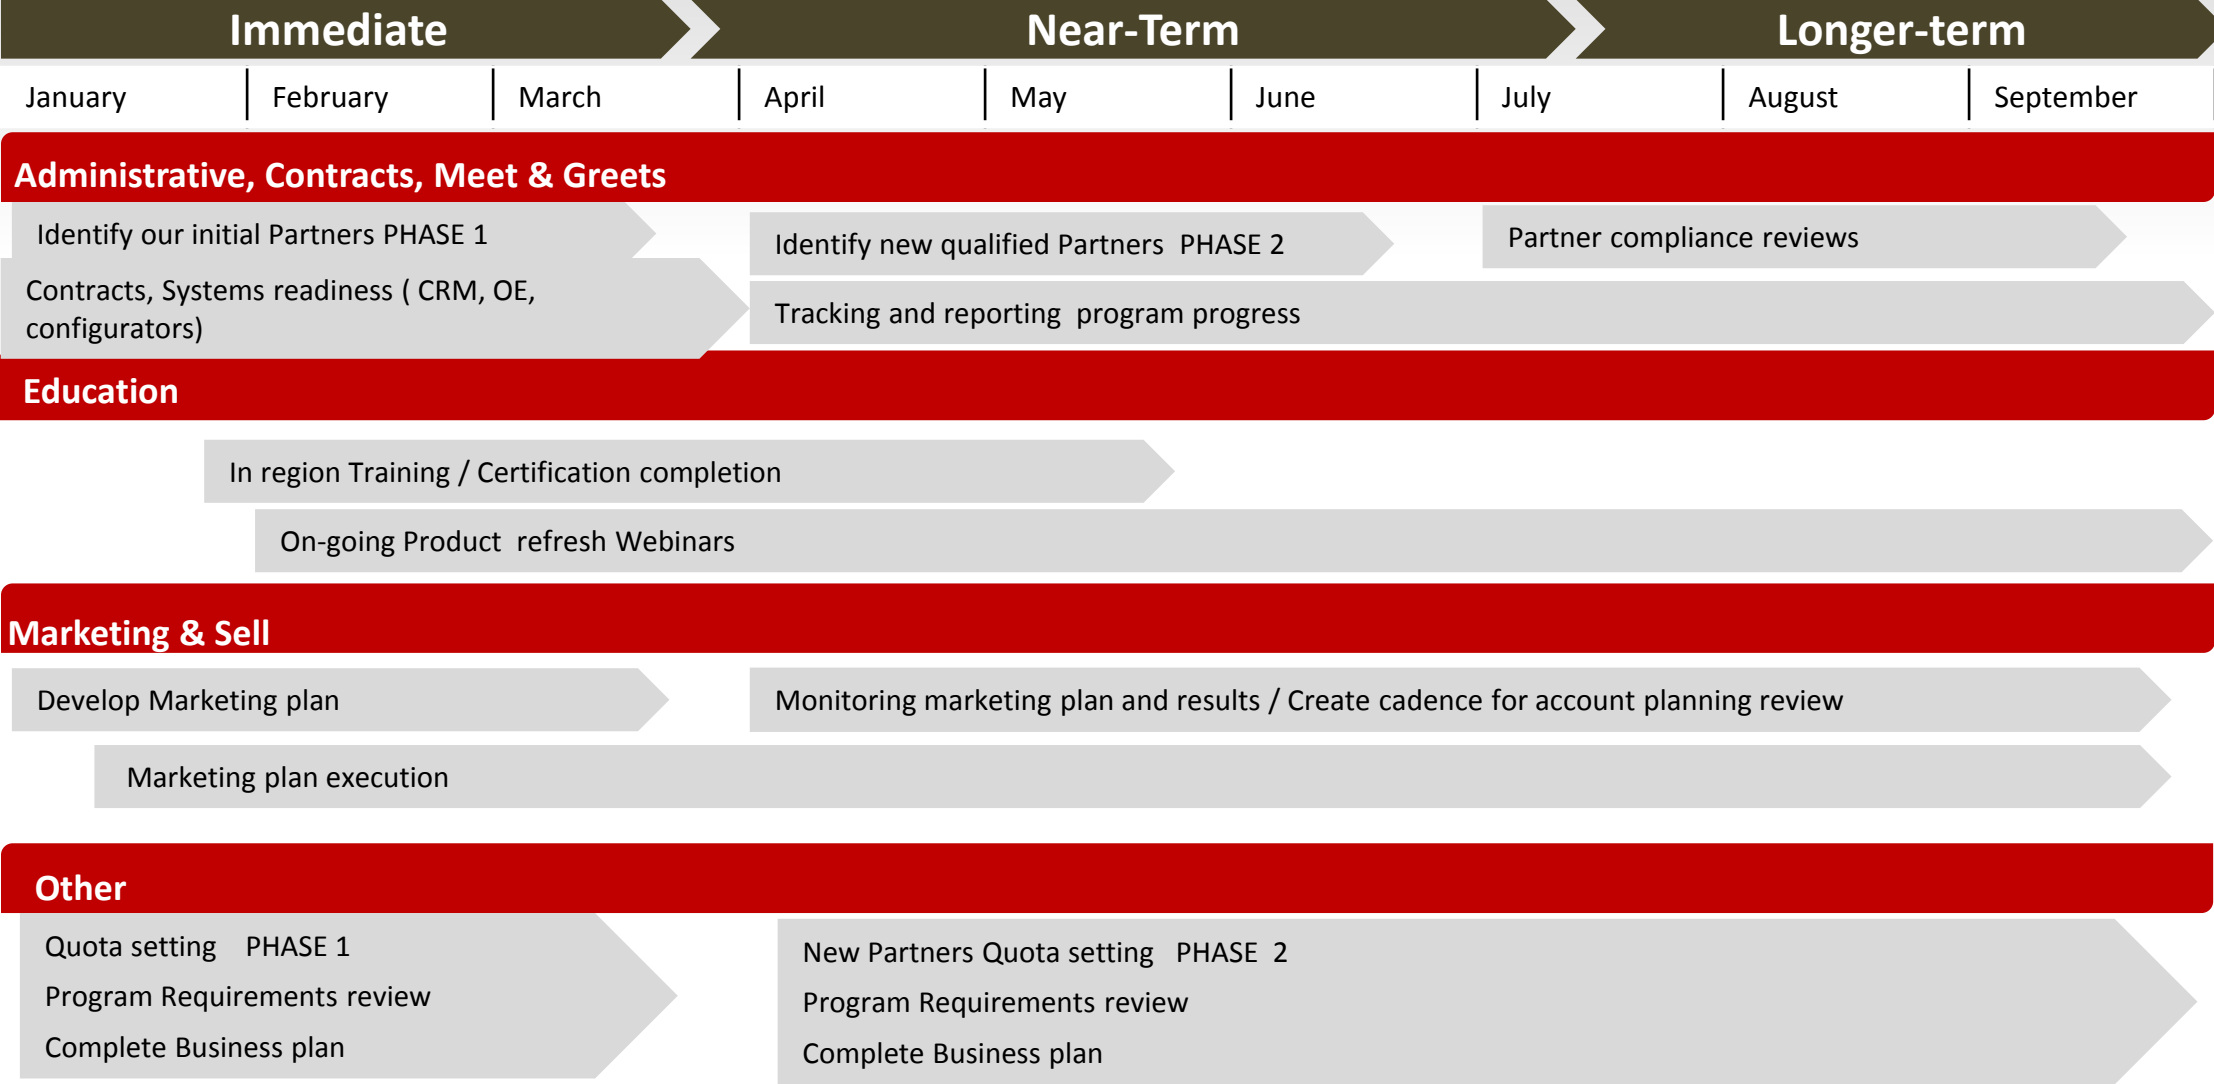 Immediate Near-Term Longer-term
January February March April May June July August September
Administrative, Contracts, Meet & Greets
Identify our initial Partners PHASE 1
Identify new qualified Partners PHASE 2
Partner compliance reviews
Contracts, Systems readiness ( CRM, OE,
configurators)
Tracking and reporting program progress
Education
In region Training / Certification completion
On-going Product refresh Webinars
Marketing & Sell
Develop Marketing plan
Monitoring marketing plan and results / Create cadence for account planning review
Marketing plan execution
Other
Quota setting PHASE 1
Program Requirements review
Complete Business plan
New Partners Quota setting PHASE 2
Program Requirements review
Complete Business plan